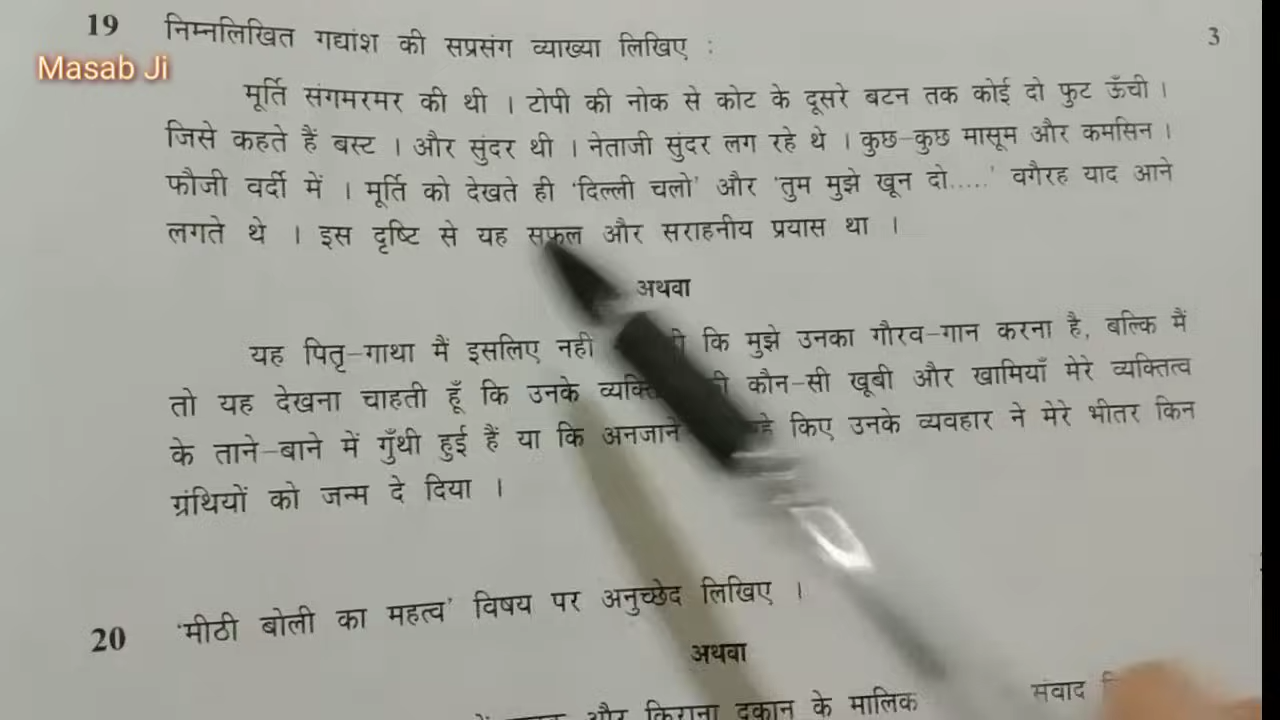 19 निम्नलिखित गद्यांश की सप्रसंग व्याख्या लिखिए : 3
Masab Ji
मूर्ति संगमरमर की थी । टोपी की नोक से कोट के दूसरे बटन तक कोई दो फुट ऊँची ।
जिसे कहते हैं बस्ट । और सुंदर थी । नेताजी सुंदर लग रहे थे । कुछ-कुछ मासूम और कमसिन ।
फौजी वर्दी में । मूर्ति को देखते ही 'दिल्ली चलो' और 'तुम मुझे खून दो.....' वगैरह याद आने
लगते थे । इस दृष्टि से यह सफल और सराहनीय प्रयास था ।
अथवा
यह पितृ-गाथा मैं इसलिए नही कि मुझे उनका गौरव-गान करना है, बल्कि मैं
तो यह देखना चाहती हूँ कि उनके कौन-सी खूबी और खामियाँ मेरे व्यक्तित्व
के ताने-बाने में गुँथी हुई हैं या कि अनजाने किए उनके व्यवहार ने मेरे भीतर किन
ग्रंथियों को जन्म दे दिया ।
20 'मीठी बोली का महत्व' विषय पर अनुच्छेद लिखिए ।
अथवा
और किराना दुकान के मालिक संवाद